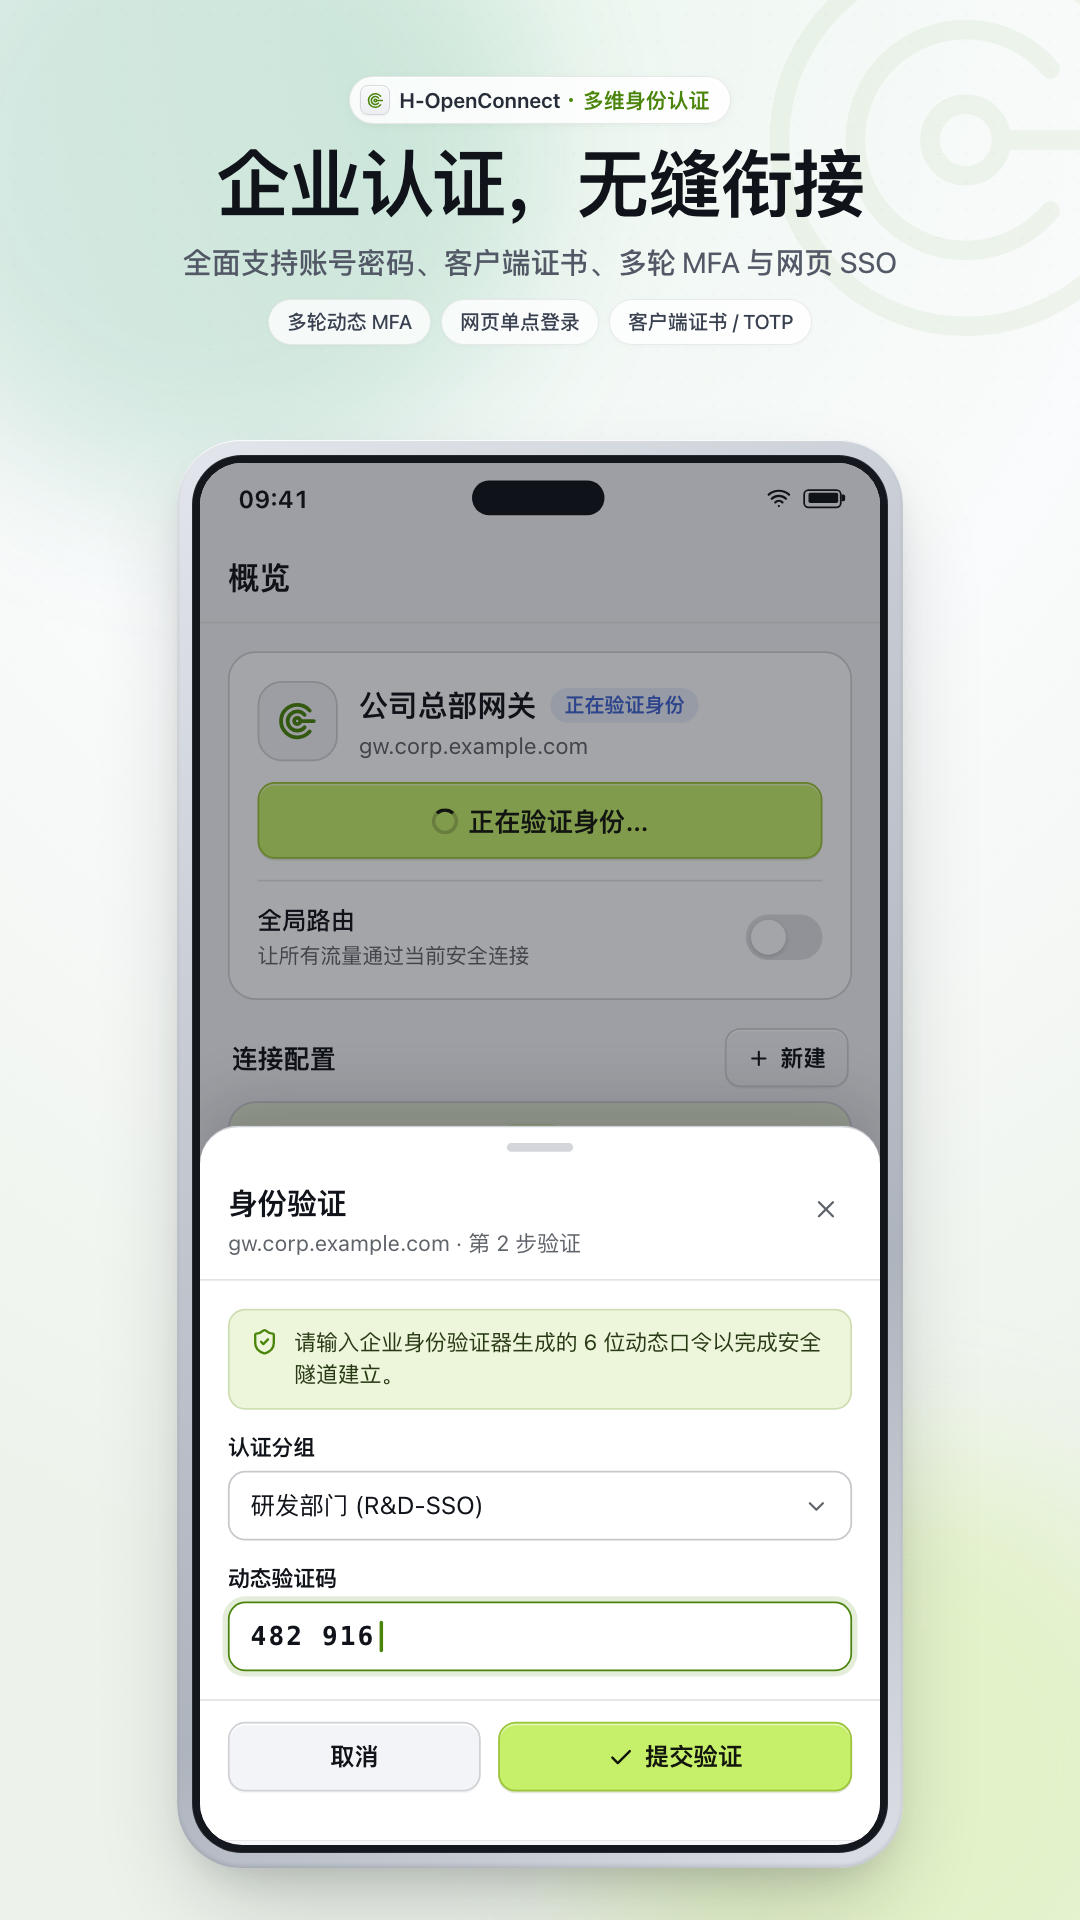 H-OpenConnect · 多维身份认证
企业认证，无缝衔接
全面支持账号密码、客户端证书、多轮 MFA 与网页 SSO
多轮动态 MFA
网页单点登录
客户端证书 / TOTP
09:41
概览
公司总部网关
正在验证身份
gw.corp.example.com
正在验证身份...
全局路由
让所有流量通过当前安全连接
连接配置
+ 新建
身份验证
gw.corp.example.com · 第 2 步验证
请输入企业身份验证器生成的 6 位动态口令以完成安全
隧道建立。
认证分组
研发部门 (R&D-SSO)
动态验证码
482 916
取消
提交验证